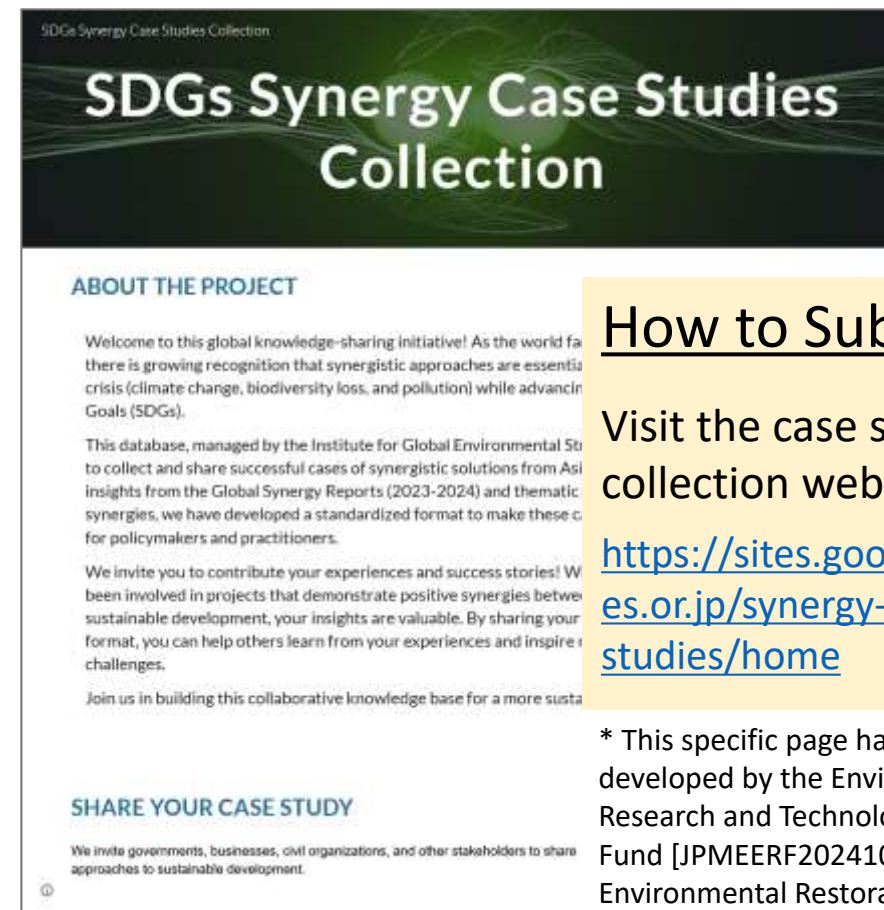 SDGs Synergy Case Studies Collection
SDGs Synergy Case Studies
Collection
ABOUT THE PROJECT
Welcome to this global knowledge-sharing initiative! As the world fa
there is growing recognition that synergistic approaches are essentia
crisis (climate change, biodiversity loss, and pollution) while advancin
Goals (SDGs).
This database, managed by the Institute for Global Environmental Str
to collect and share successful cases of synergistic solutions from Asi
insights from the Global Synergy Reports (2023-2024) and thematic
synergies, we have developed a standardized format to make these c
for policymakers and practitioners.
We invite you to contribute your experiences and success stories! W
been involved in projects that demonstrate positive synergies betwe
sustainable development, your insights are valuable. By sharing your
format, you can help others learn from your experiences and inspire
challenges.
Join us in building this collaborative knowledge base for a more susta
SHARE YOUR CASE STUDY
We invite governments, businesses, civil organizations, and other stakeholders to share
approaches to sustainable development.
How to Sub
Visit the case s
collection web
https://sites.goo
es.or.jp/synergy-
studies/home
* This specific page ha
developed by the Envi
Research and Technolo
Fund [JPMEERF202410
Environmental Restora